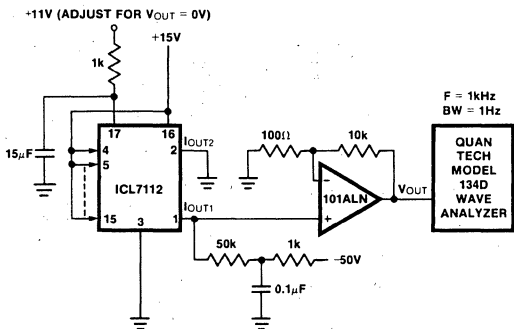 +11V (ADJUST FOR VOUT = 0V)
+15V
1k
17
16
15µF
4
5
15
2
IOUT2
ICL7112
3
1
IOUT1
100Ω
10k
-
+
101ALN
VOUT
F = 1kHz
BW = 1Hz
QUAN
TECH
MODEL
134D
WAVE
ANALYZER
50k
1k
-50V
0.1µF